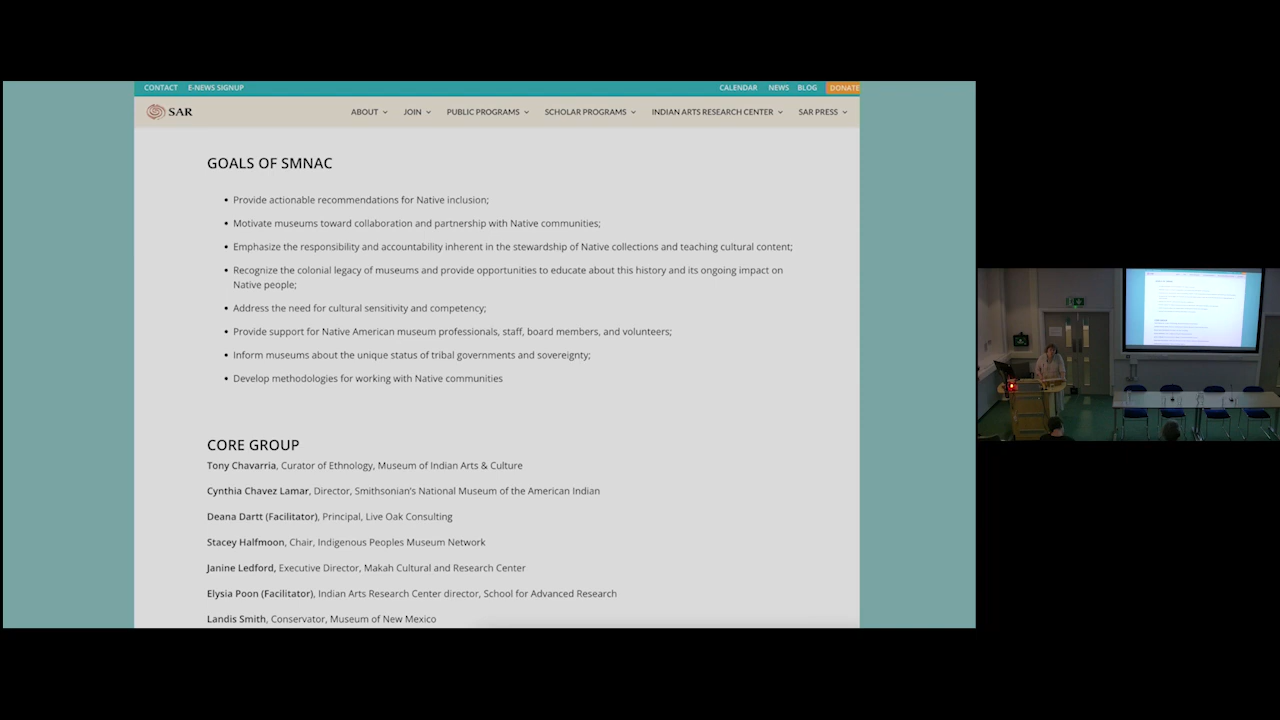 CONTACT E-NEWS SIGNUP CALENDAR NEWS BLOG DONATE
SAR ABOUT JOIN PUBLIC PROGRAMS SCHOLAR PROGRAMS INDIAN ARTS RESEARCH CENTER SAR PRESS
GOALS OF SMNAC
• Provide actionable recommendations for Native inclusion;
• Motivate museums toward collaboration and partnership with Native communities;
• Emphasize the responsibility and accountability inherent in the stewardship of Native collections and teaching cultural content;
• Recognize the colonial legacy of museums and provide opportunities to educate about this history and its ongoing impact on
Native people;
• Address the need for cultural sensitivity and competency;
• Provide support for Native American museum professionals, staff, board members, and volunteers;
• Inform museums about the unique status of tribal governments and sovereignty;
• Develop methodologies for working with Native communities
CORE GROUP
Tony Chavarria, Curator of Ethnology, Museum of Indian Arts & Culture
Cynthia Chavez Lamar, Director, Smithsonian's National Museum of the American Indian
Deana Dartt (Facilitator), Principal, Live Oak Consulting
Stacey Halfmoon, Chair, Indigenous Peoples Museum Network
Janine Ledford, Executive Director, Makah Cultural and Research Center
Elysia Poon (Facilitator), Indian Arts Research Center director, School for Advanced Research
Landis Smith, Conservator, Museum of New Mexico